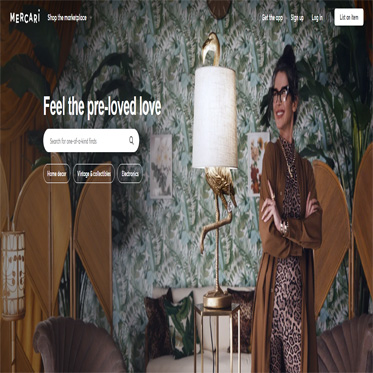 MERCARI Shop the marketplace Get the app Sign up Log in List an item
Feel the pre-loved love
Search for one-of-a-kind finds
Home decor Vintage & collectibles Electronics